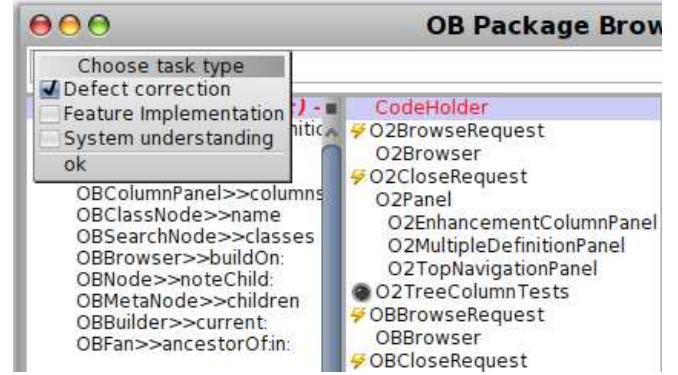 OB Package Brow
Choose task type
Defect correction
Feature Implementation
System understanding
ok
) -
nitic
OBColumnPanel>>columns
OBClassNode>>name
OBSearchNode>>classes
OBBrowser>>buildOn:
OBNode>>noteChild:
OBMetaNode>>children
OBBuilder>>current:
OBFan>>ancestorOf:in:
CodeHolder
O2BrowseRequest
O2Browser
O2CloseRequest
O2Panel
O2EnhancementColumnPanel
O2MultipleDefinitionPanel
O2TopNavigationPanel
O2TreeColumnTests
OBBrowseRequest
OBBrowser
OBCloseRequest